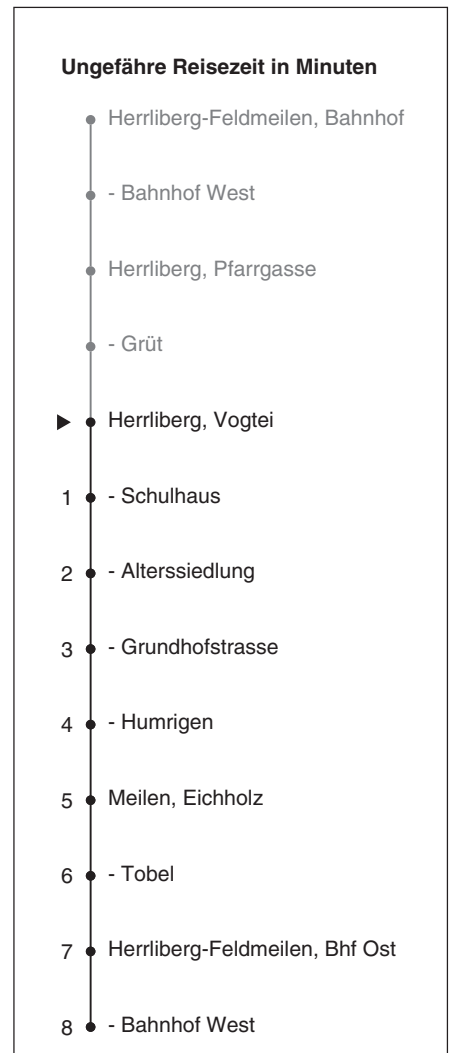 Ungefähre Reisezeit in Minuten
Herrliberg-Feldmeilen, Bahnhof
- Bahnhof West
Herrliberg, Pfarrgasse
- Grüt
Herrliberg, Vogtei
1 - Schulhaus
2 - Alterssiedlung
3 - Grundhofstrasse
4 - Humrigen
5 Meilen, Eichholz
6 - Tobel
7 Herrliberg-Feldmeilen, Bhf Ost
8 - Bahnhof West